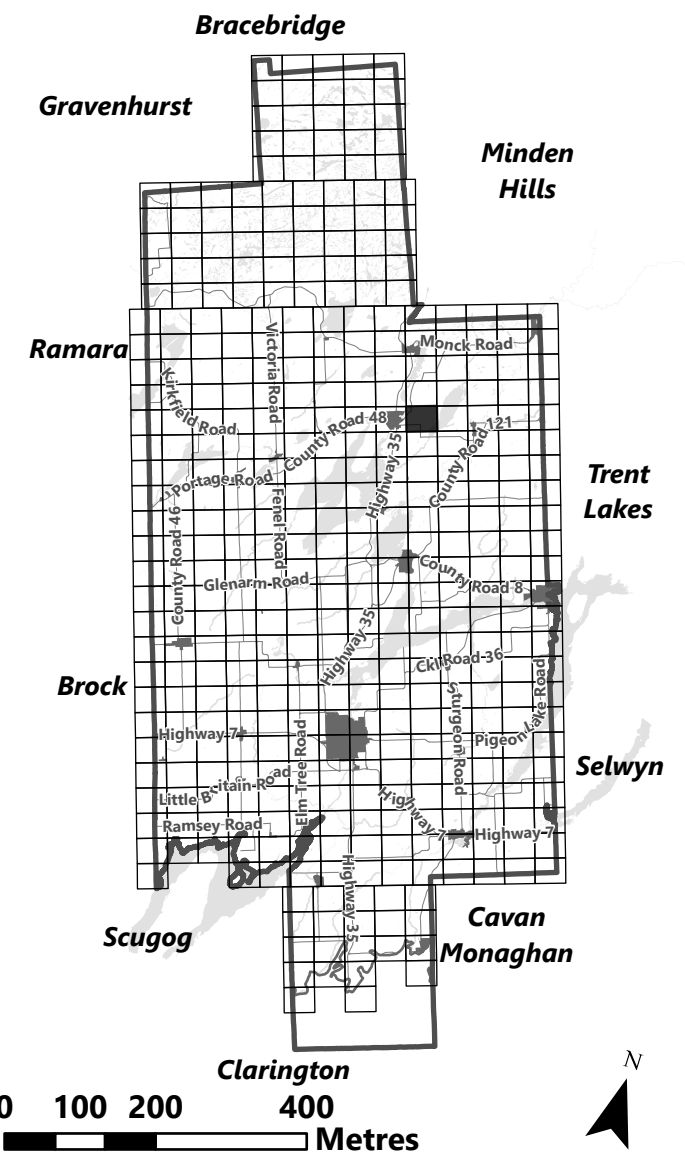 Bracebridge
Gravenhurst
Minden
Hills
Ramara
Monck Road
Victoria Road
Kirkfield Road
County Road 48
Highway 35
County Road 121
Portage Road
Trent
Lakes
County Road 46
Fenel Road
Glenarm Road
County Road 8
Highway 35
Ckl Road 36
Brock
Sturgeon Road
Pigeon Lake Road
Highway 7
Elm Tree Road
Selwyn
Little Britain Road
Highway 7
Ramsey Road
Highway 7
Highway 35
Scugog
Cavan
Monaghan
Clarington
N
0 100 200 400
Metres